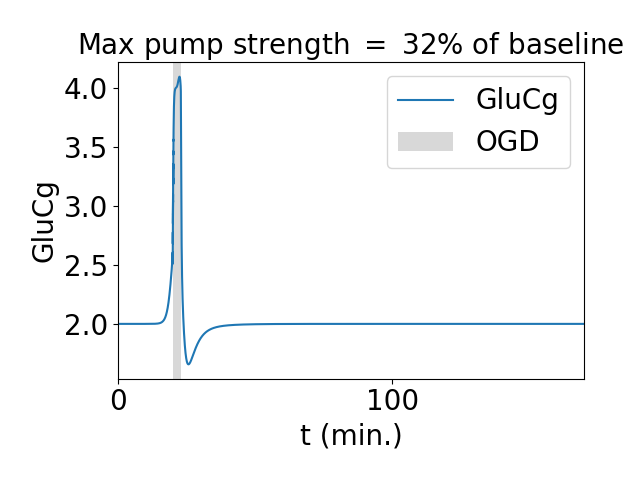 Max pump strength = 32% of baseline
GluCg
OGD
4.0
3.5
3.0
2.5
2.0
GluCg
0
100
t (min.)